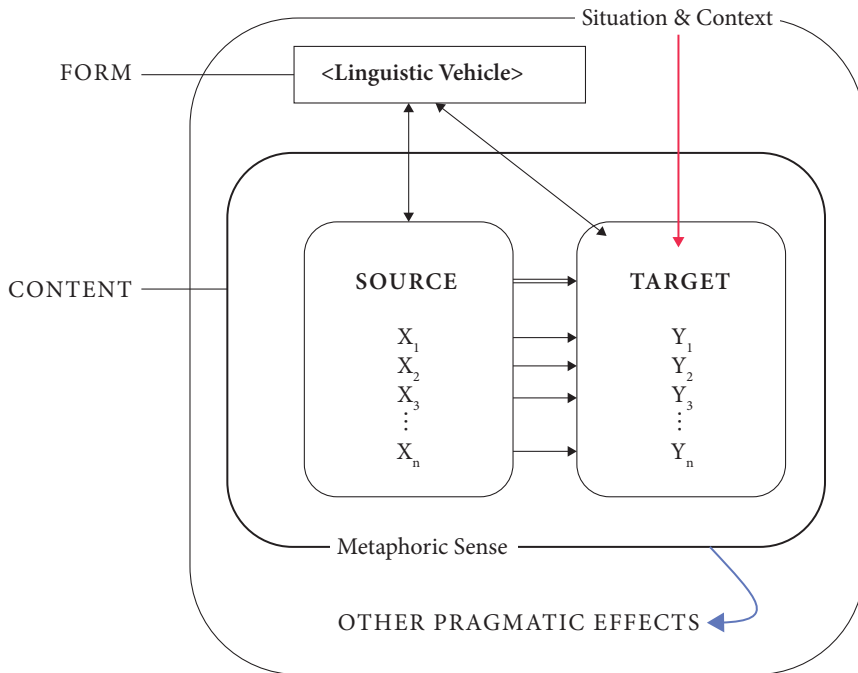 Situation & Context
FORM
<Linguistic Vehicle>
CONTENT
SOURCE
TARGET
X₁
Y₁
X₂
Y₂
X₃
Y₃
⋮
⋮
Xₙ
Yₙ
Metaphoric Sense
OTHER PRAGMATIC EFFECTS